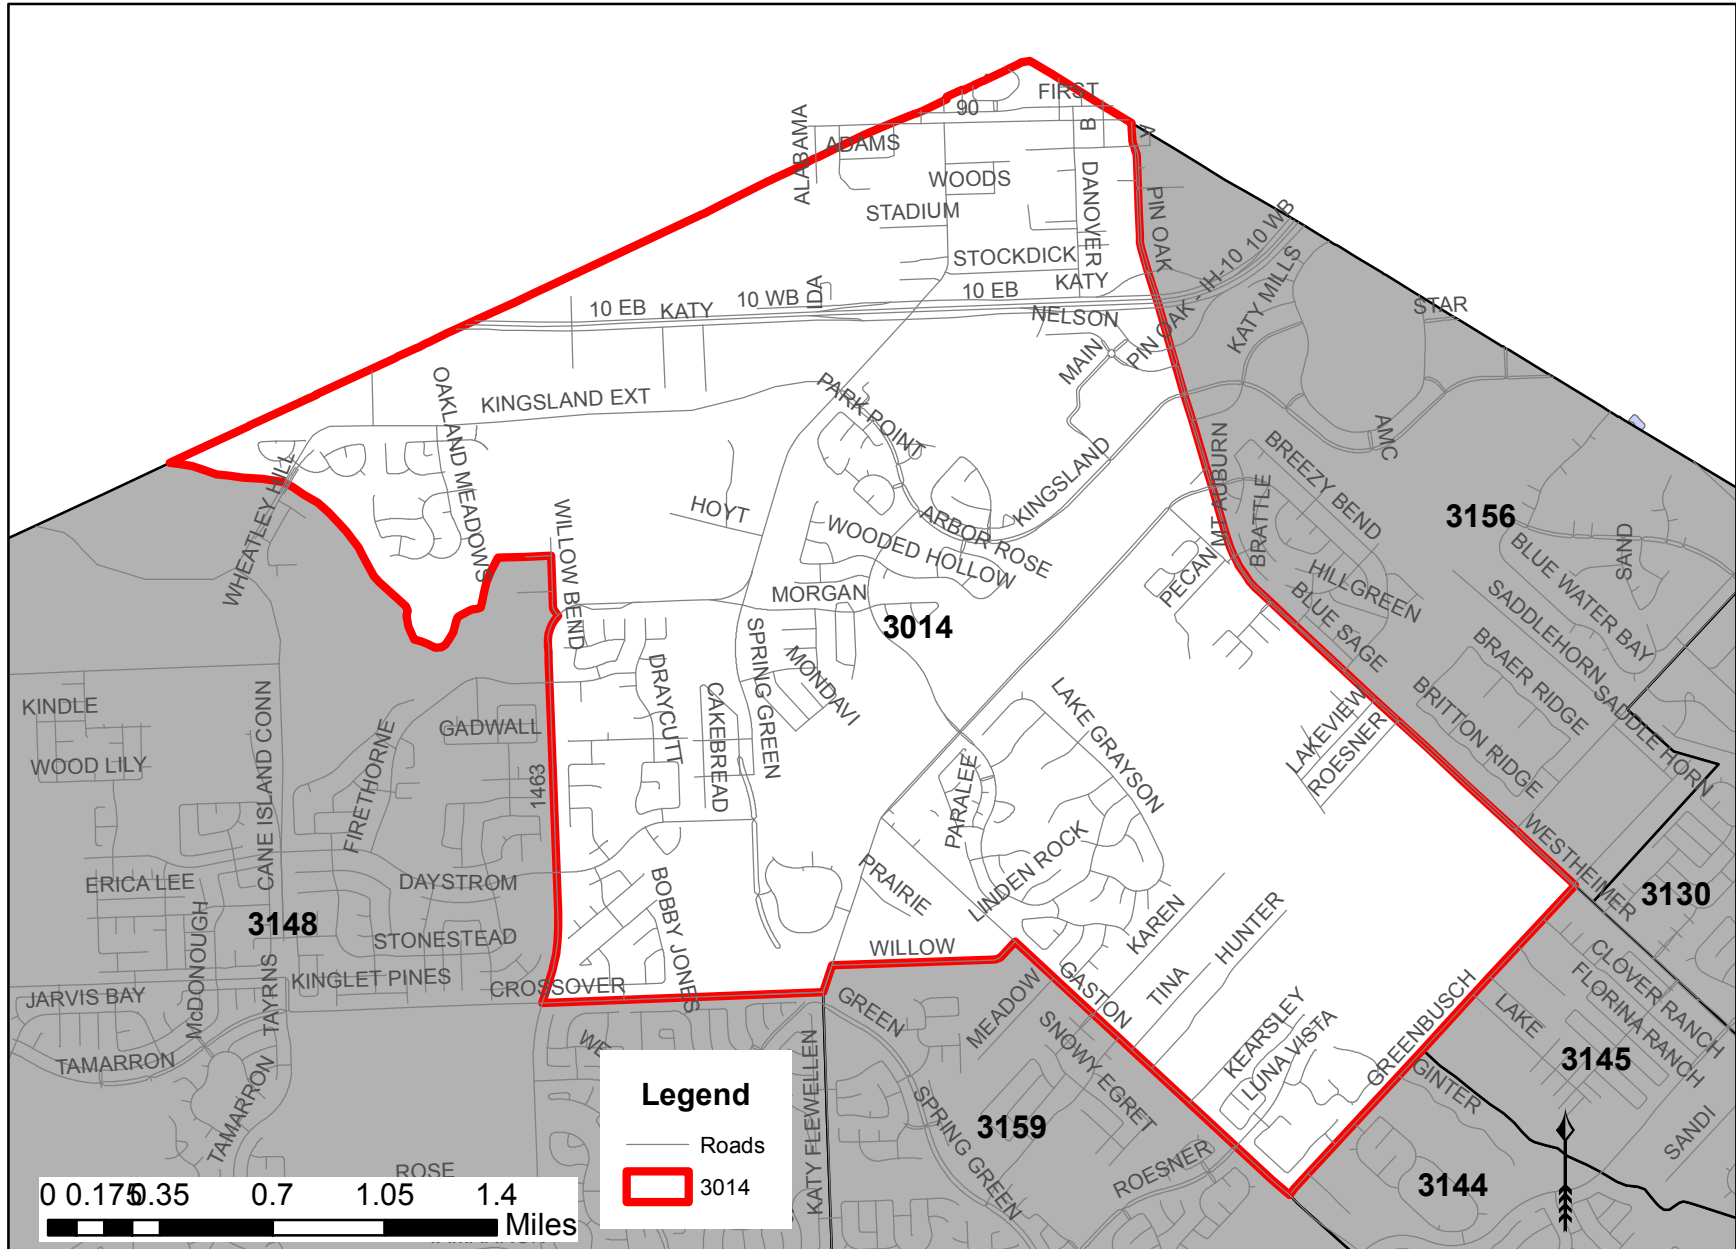 FIRST
90
B
A
ALABAMA
ADAMS
WOODS
DANOVER
PIN OAK
STADIUM
STOCKDICK
10 EB
KATY
10 WB
IDA
10 EB
KATY
NELSON
PIN OAK - IH-10
10 WB
KATY MILLS
STAR
MAIN
OAKLAND MEADOWS
KINGSLAND EXT
PARK POINT
AMC
KINGSLAND
MT AUBURN
BREEZY BEND
BRATTLE
WHEATLEY HILL
HOYT
ARBOR ROSE
WOODED HOLLOW
3156
SAND
WILLOW BEND
BLUE WATER BAY
PECAN
HILLGREEN
MORGAN
3014
BLUE SAGE
SADDLEHORN
SPRING GREEN
BRAER RIDGE
MONDAVI
DRAYCUTT
KINDLE
CANE ISLAND CONN
GADWALL
CAKEBREAD
LAKE GRAYSON
LAKEVIEW
ROESNER
BRITTON RIDGE
SADDLE HORN
WOOD LILY
FIRETHORNE
1463
PARALEE
WESTHEIMER
ERICA LEE
DAYSTROM
BOBBY JONES
PRAIRIE
LINDEN ROCK
3130
3148
McDONOUGH
STONESTEAD
KAREN
HUNTER
WILLOW
TAYRNS
KINGLET PINES
CROSSOVER
JARVIS BAY
GASTON
TINA
CLOVER RANCH
FLORINA RANCH
GREEN
MEADOW
SNOWY EGRET
KEARSLEY
LUNA VISTA
GREENBUSCH
LAKE
TAMARRON
TAMARRON
WE
KATY FLEWELLEN
GINTER
3145
SPRING GREEN
3159
ROESNER
SANDI
3144
ROSE
Legend
Roads
3014
0 0.175 0.35 0.7 1.05 1.4
Miles